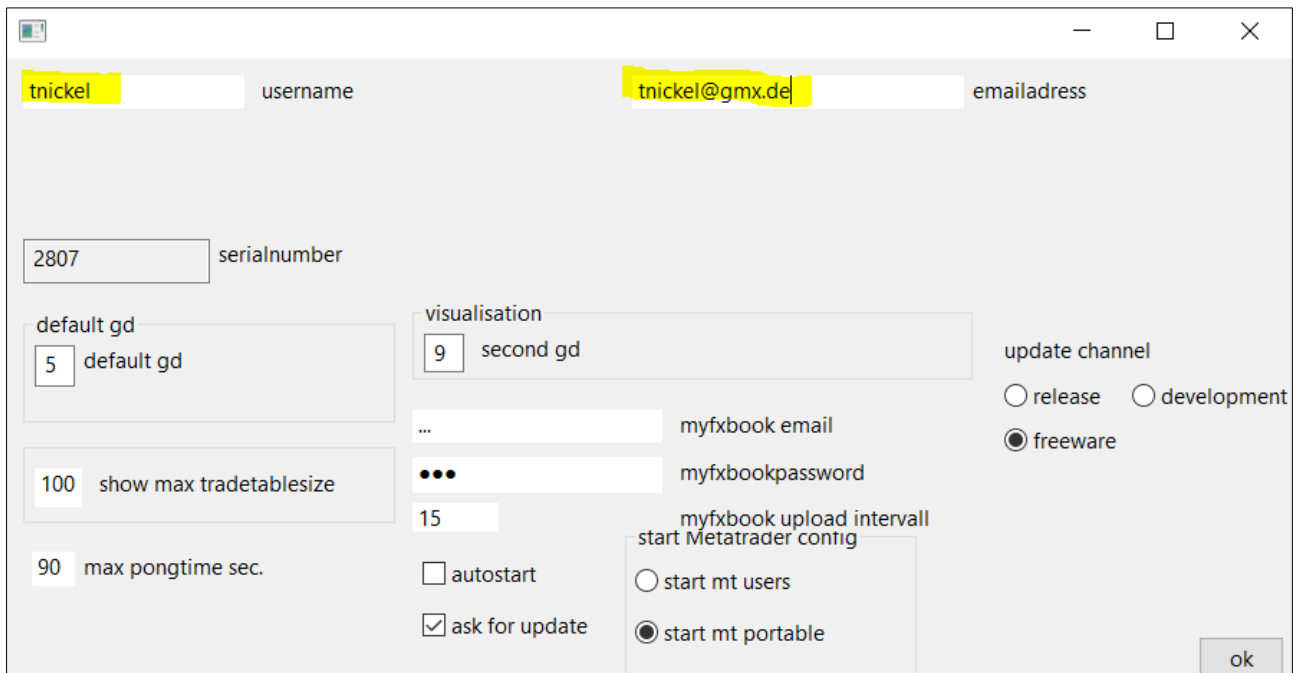 tnickel username tnickel@gmx.de emailadress
2807 serialnumber
default gd
5 default gd
visualisation
9 second gd
update channel
release development
freeware
... myfxbook email
●●● myfxbookpassword
15 myfxbook upload intervall
100 show max tradetablesize
90 max pongtime sec.
autostart
ask for update
start Metatrader config
start mt users
start mt portable
ok